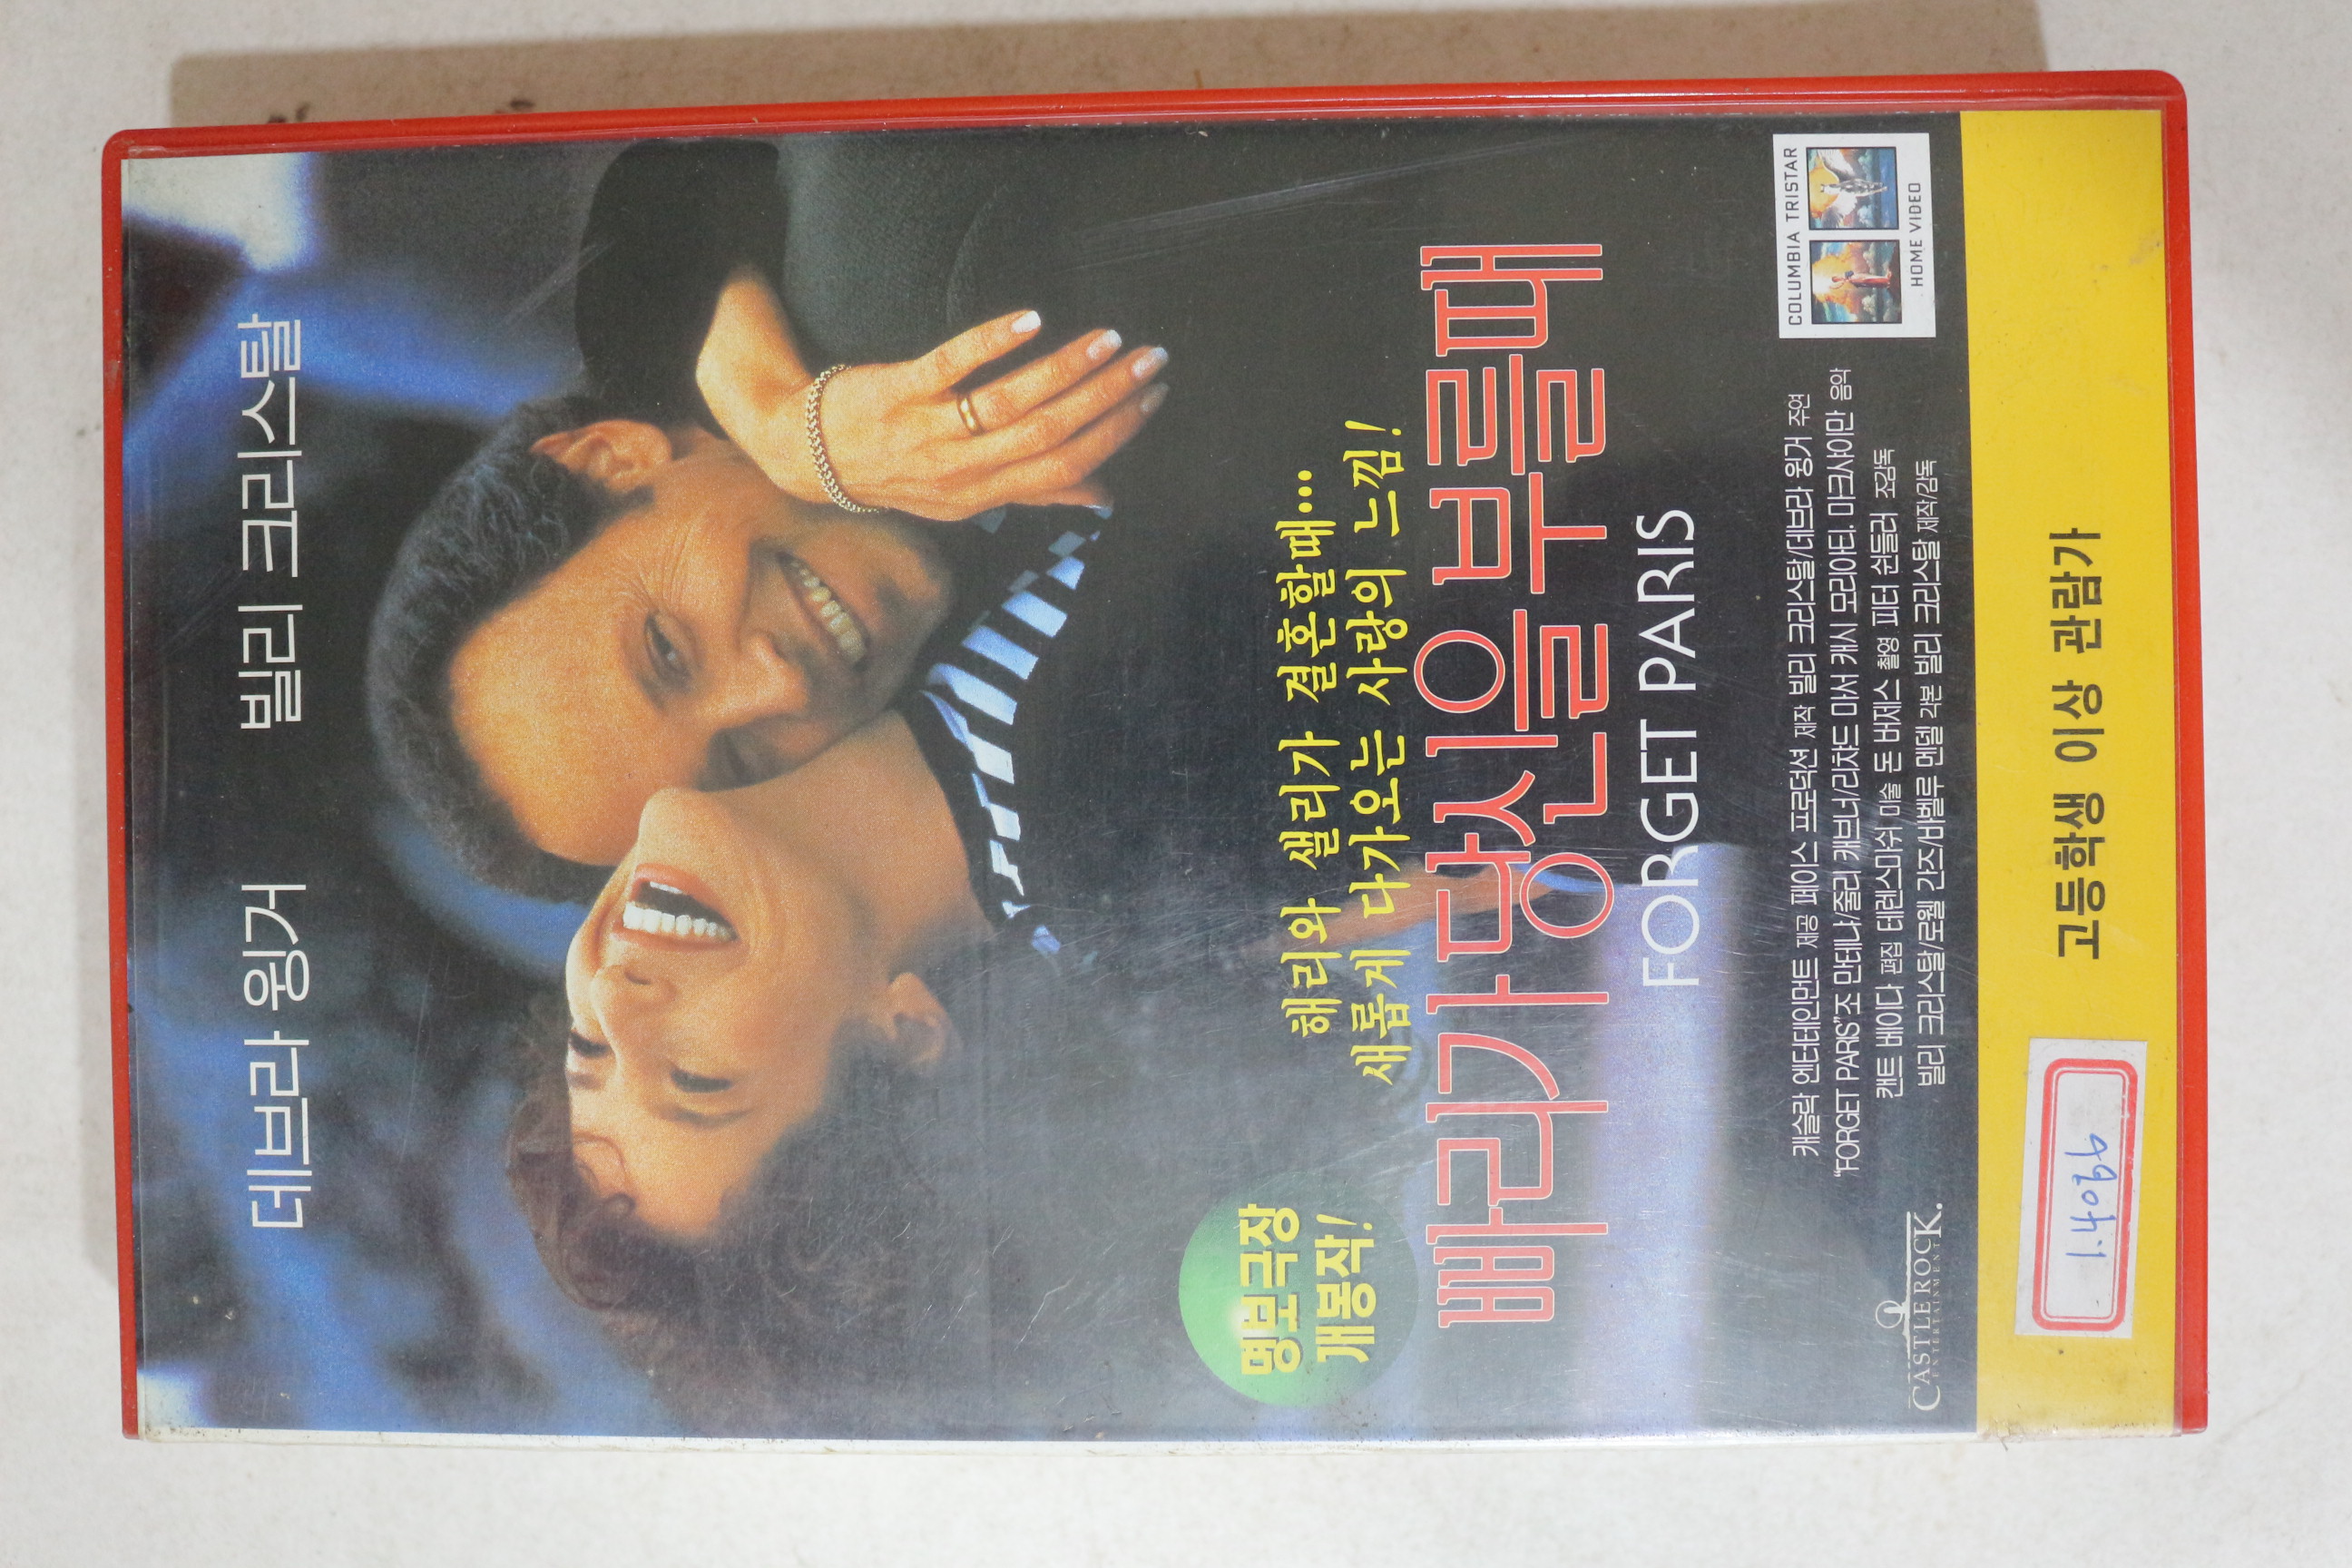 데브라 윙거 빌리 크리스탈
명보극장
개봉작!
해리와 샐리가 결혼할때...
새롭게 다가오는 사랑의 느낌!
빠리가 당신을 부를때
FORGET PARIS
캐슬락 엔터테인먼트 제공 페이스 프로덕션 제작 빌리 크리스탈/데브라 윙거 주연
"FORGET PARIS" 조 만테냐/줄리 캐브너/리차드 마서 캐시 모리아티. 마크샤이만 음악
캔트 베이다 편집 테렌스마쉬 미술 돈 버제스 촬영 피터 쉰들러 조감독
빌리 크리스탈/로웰 간즈/바벨루 멘델 각본 빌리 크리스탈 제작/감독
CASTLE ROCK
ENTERTAINMENT
COLUMBIA TRISTAR
HOME VIDEO
1.4066
고등학생 이상 관람가